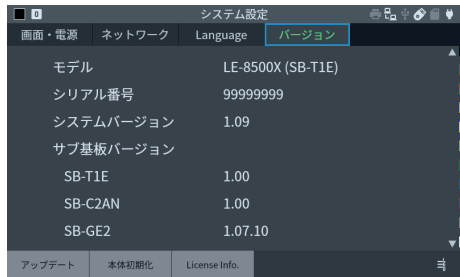 0 システム設定
画面・電源 ネットワーク Language バージョン
モデル LE-8500X (SB-T1E)
シリアル番号 99999999
システムバージョン 1.09
サブ基板バージョン
SB-T1E 1.00
SB-C2AN 1.00
SB-GE2 1.07.10
アップデート 本体初期化 License Info.